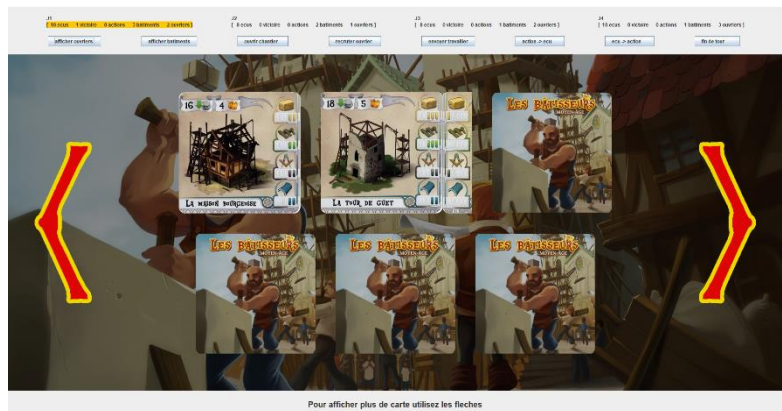 J1 J2 J3 J4
[ 10 ecus 1 victoire 0 actions 3 batiments 2 ouvriers ] [ 8 ecus 0 victoire 0 actions 2 batiments 1 ouvriers ] [ 8 ecus 0 victoire 0 actions 1 batiments 2 ouvriers ] [ 10 ecus 0 victoire 0 actions 1 batiments 3 ouvriers ]
afficher ouvriers afficher batiments ouvrir chantier recruter ouvrier envoyer travailler action -> ecu ecu -> action fin de tour
16 4 18 5 LES BÂTISSEURS
MOYEN-ÂGE
LA MAISON BOURGEOISE LA TOUR DE GUET
LES BÂTISSEURS LES BÂTISSEURS LES BÂTISSEURS
MOYEN-ÂGE MOYEN-ÂGE MOYEN-ÂGE
Pour afficher plus de carte utilisez les fleches